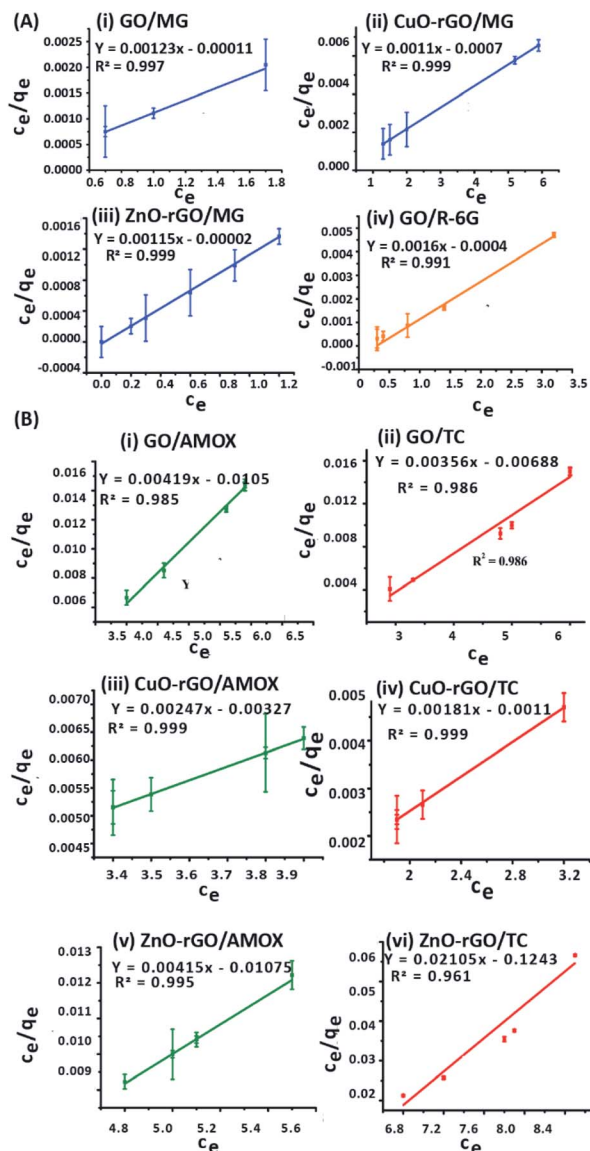 (A)
(i) GO/MG
Y = 0.00123x - 0.00011
R² = 0.997
0.0025
0.0020
0.0015
0.0010
0.0005
0.0000
0.6 0.8 1.0 1.2 1.4 1.6 1.8
ce/qe
ce
(ii) CuO-rGO/MG
Y = 0.0011x - 0.0007
R² = 0.999
0.006
0.004
0.002
0.000
1 2 3 4 5 6
ce/qe
ce
(iii) ZnO-rGO/MG
Y = 0.00115x - 0.00002
R² = 0.999
0.0016
0.0012
0.0008
0.0004
0.0000
-0.0004
0.0 0.2 0.4 0.6 0.8 1.0 1.2
ce/qe
ce
(iv) GO/R-6G
Y = 0.0016x - 0.0004
R² = 0.991
0.005
0.004
0.003
0.002
0.001
0.000
-0.001
0.0 0.5 1.0 1.5 2.0 2.5 3.0 3.5
ce/qe
ce
(B)
(i) GO/AMOX
Y = 0.00419x - 0.0105
R² = 0.985
0.016
0.014
0.012
0.010
0.008
0.006
Y
3.5 4.0 4.5 5.0 5.5 6.0 6.5
ce/qe
ce
(ii) GO/TC
Y = 0.00356x - 0.00688
R² = 0.986
R² = 0.986
0.016
0.012
0.008
0.004
3 4 5 6
ce/qe
ce
(iii) CuO-rGO/AMOX
Y = 0.00247x - 0.00327
R² = 0.999
0.0070
0.0065
0.0060
0.0055
0.0050
0.0045
3.4 3.5 3.6 3.7 3.8 3.9
ce/qe
ce
(iv) CuO-rGO/TC
Y = 0.00181x - 0.0011
R² = 0.999
0.005
0.004
0.003
0.002
2 2.4 2.8 3.2
ce/qe
ce
(v) ZnO-rGO/AMOX
Y = 0.00415x - 0.01075
R² = 0.995
0.013
0.012
0.010
0.009
4.8 5.0 5.2 5.4 5.6
ce/qe
ce
(vi) ZnO-rGO/TC
Y = 0.02105x - 0.1243
R² = 0.961
0.06
0.05
0.04
0.03
0.02
6.8 7.2 7.6 8.0 8.4
ce/qe
ce